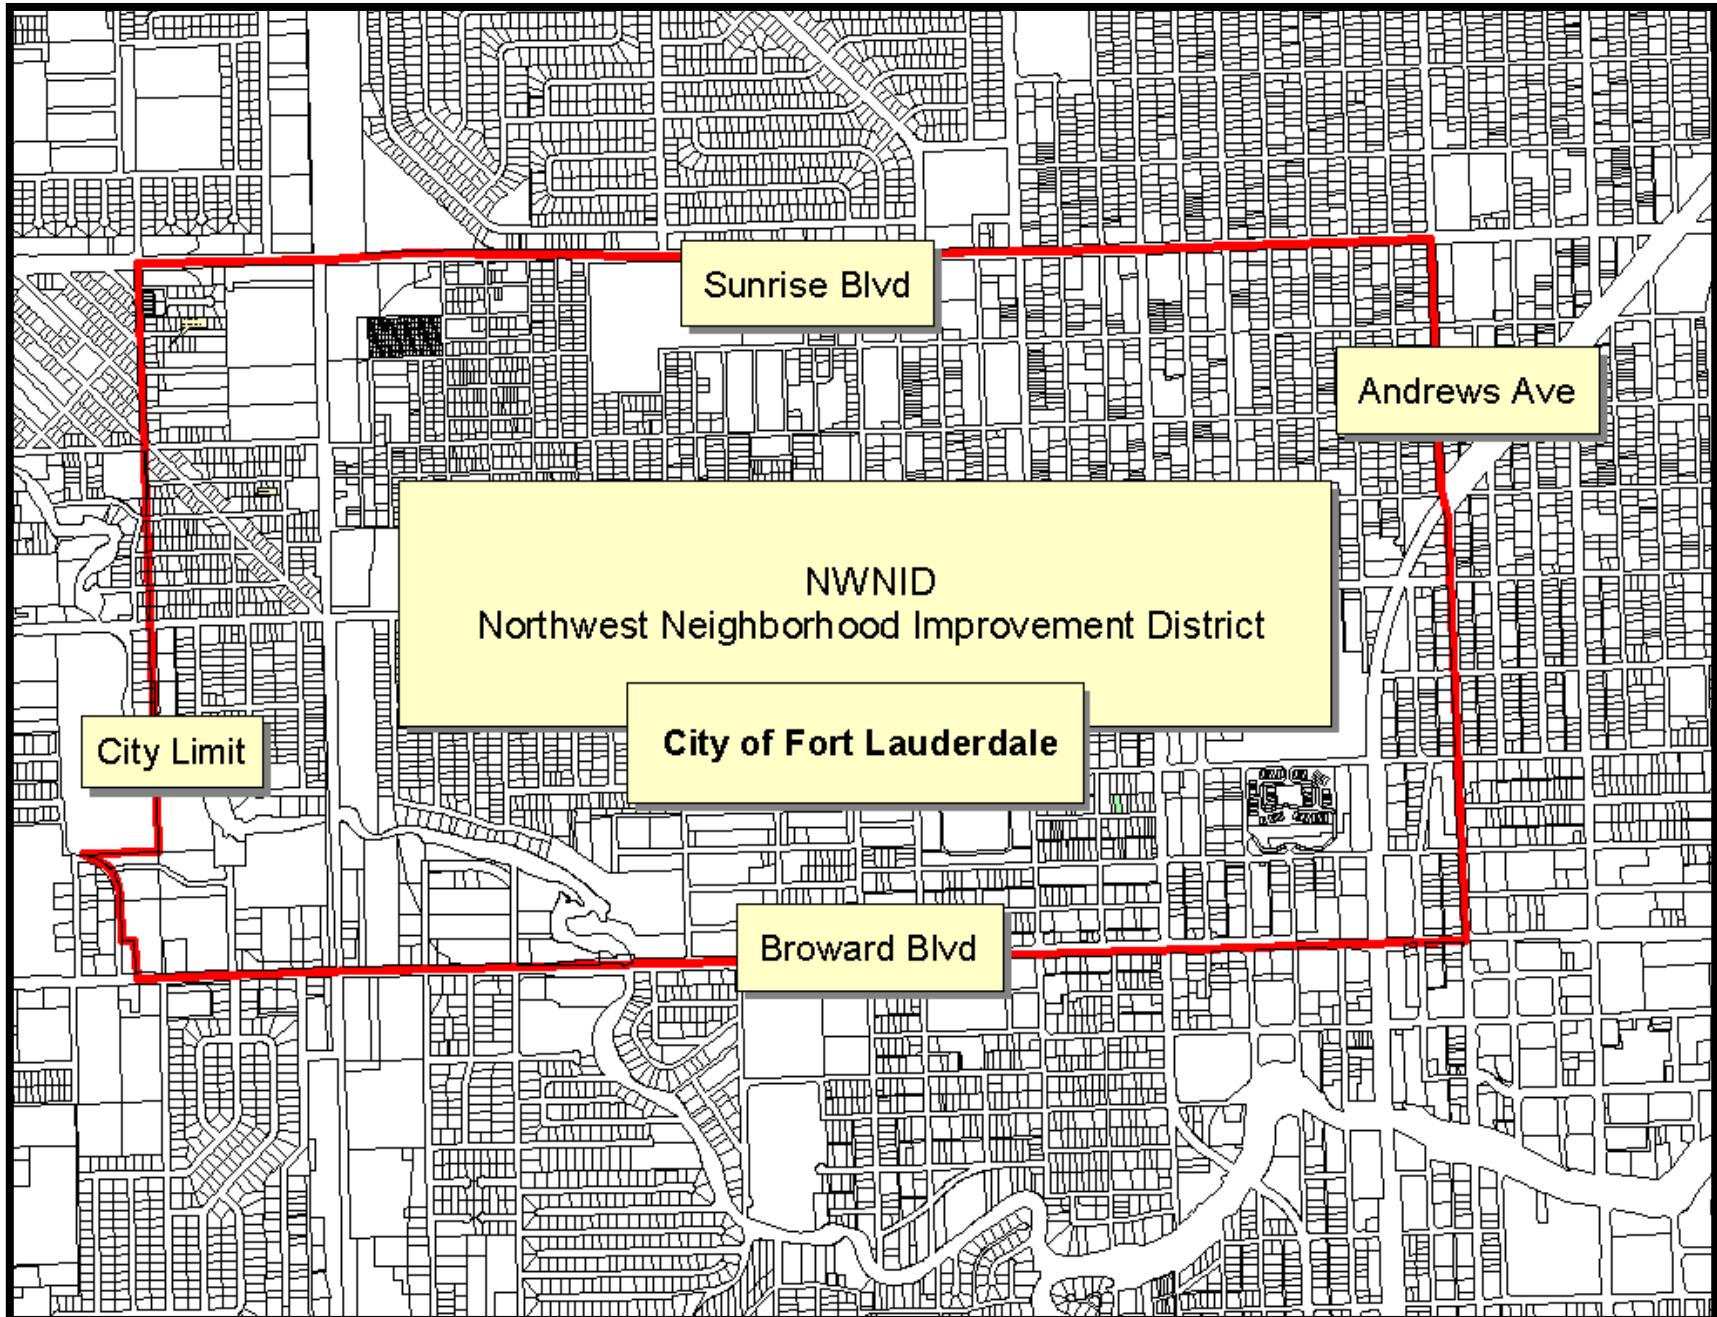 Sunrise Blvd
Andrews Ave
NWNID
Northwest Neighborhood Improvement District
City of Fort Lauderdale
City Limit
Broward Blvd